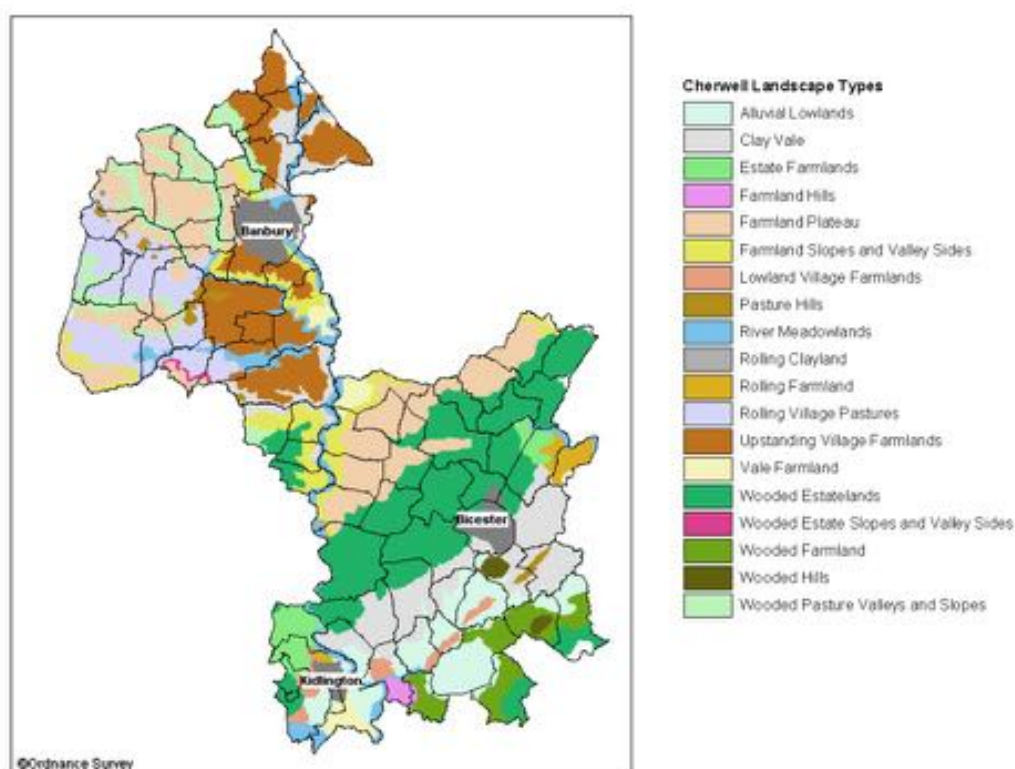 Banbury
Bicester
Kidlington
©Ordnance Survey
Cherwell Landscape Types
Alluvial Lowlands
Clay Vale
Estate Farmlands
Farmland Hills
Farmland Plateau
Farmland Slopes and Valley Sides
Lowland Village Farmlands
Pasture Hills
River Meadowlands
Rolling Clayland
Rolling Farmland
Rolling Village Pastures
Upstanding Village Farmlands
Vale Farmland
Wooded Estatelands
Wooded Estate Slopes and Valley Sides
Wooded Farmland
Wooded Hills
Wooded Pasture Valleys and Slopes